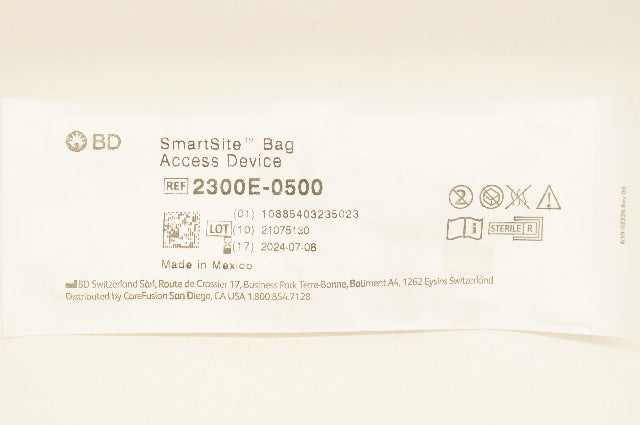 BD
SmartSite™ Bag
Access Device
REF 2300E-0500
(01) 10885403235023
LOT (10) 21075130
(17) 2024-07-06
Made in Mexico
2
i STERILE R
BD Switzerland Sàrl, Route de Crassier 17, Business Park Terre-Bonne, Batiment A4, 1262 Eysins Switzerland
Distributed by CareFusion San Diego, CA USA 1.800.854.7128